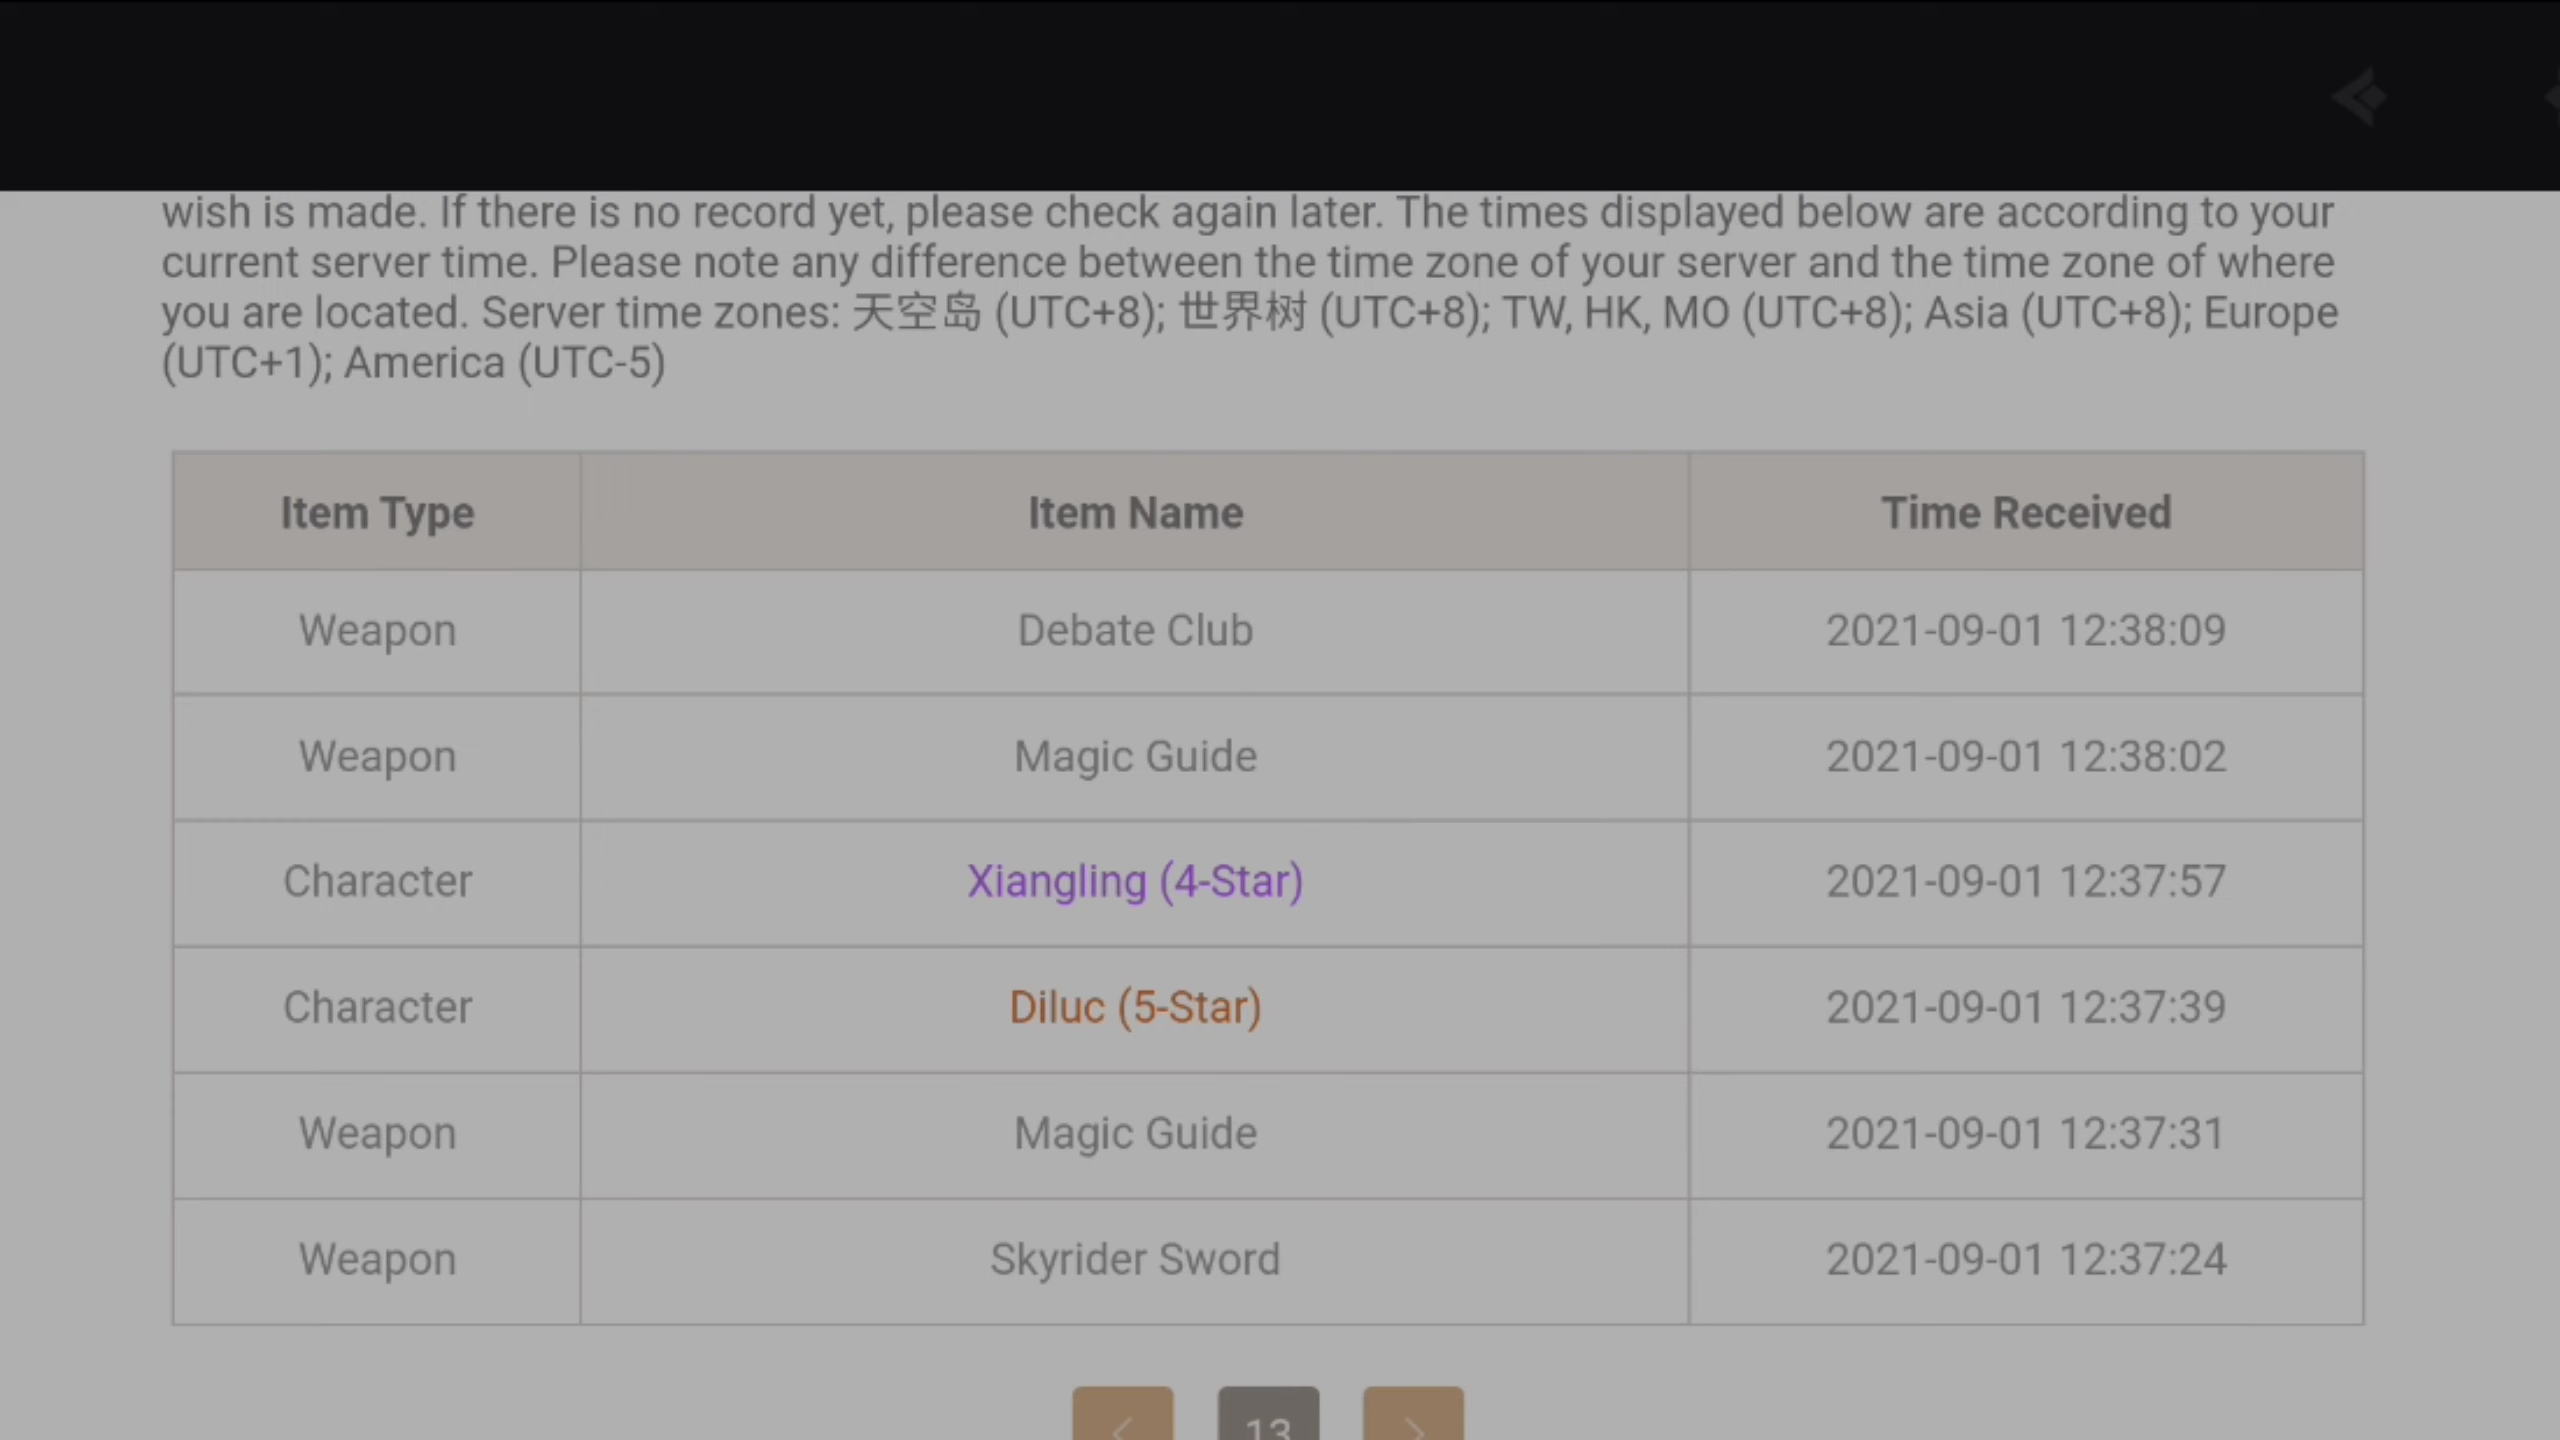 wish is made. If there is no record yet, please check again later. The times displayed below are according to your
current server time. Please note any difference between the time zone of your server and the time zone of where
you are located. Server time zones: 天空岛 (UTC+8); 世界树 (UTC+8); TW, HK, MO (UTC+8); Asia (UTC+8); Europe
(UTC+1); America (UTC-5)
Item Type Item Name Time Received
Weapon Debate Club 2021-09-01 12:38:09
Weapon Magic Guide 2021-09-01 12:38:02
Character Xiangling (4-Star) 2021-09-01 12:37:57
Character Diluc (5-Star) 2021-09-01 12:37:39
Weapon Magic Guide 2021-09-01 12:37:31
Weapon Skyrider Sword 2021-09-01 12:37:24
13